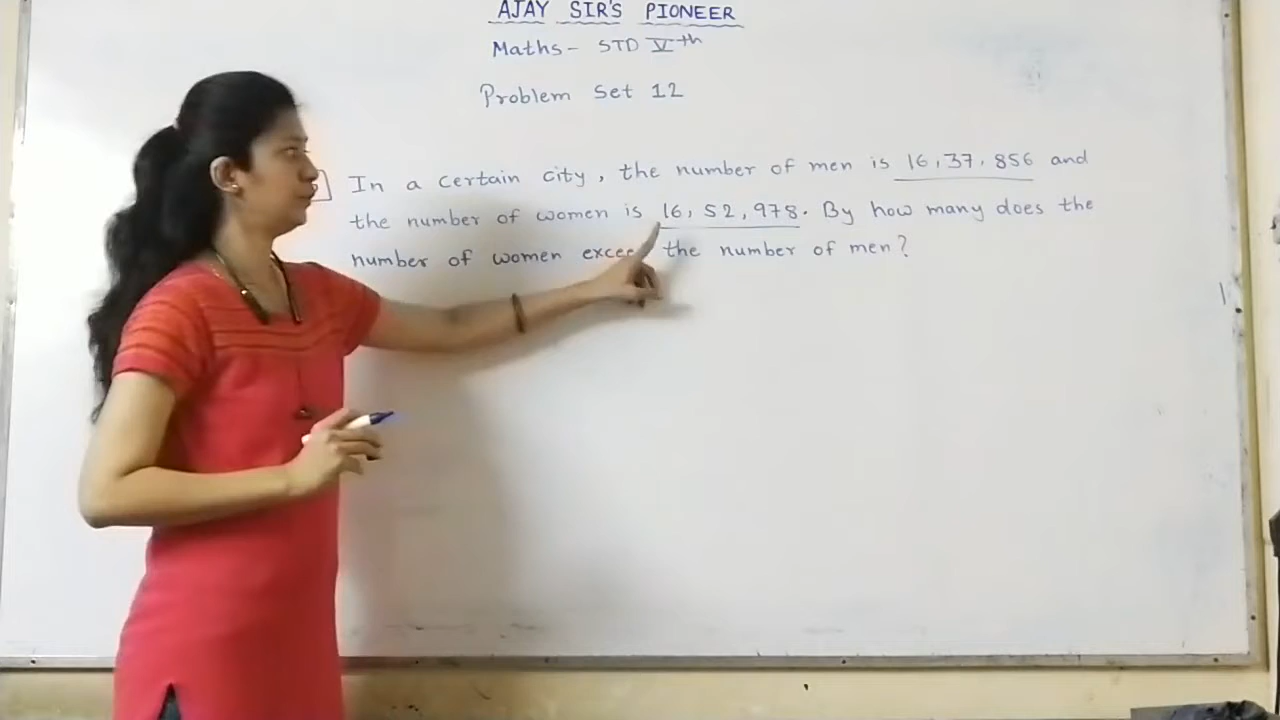 AJAY SIR'S PIONEER
Maths - STD Vth
Problem Set 12
] In a certain city, the number of men is 16,37,856 and
the number of women is 16,52,978. By how many does the
number of women excee the number of men?